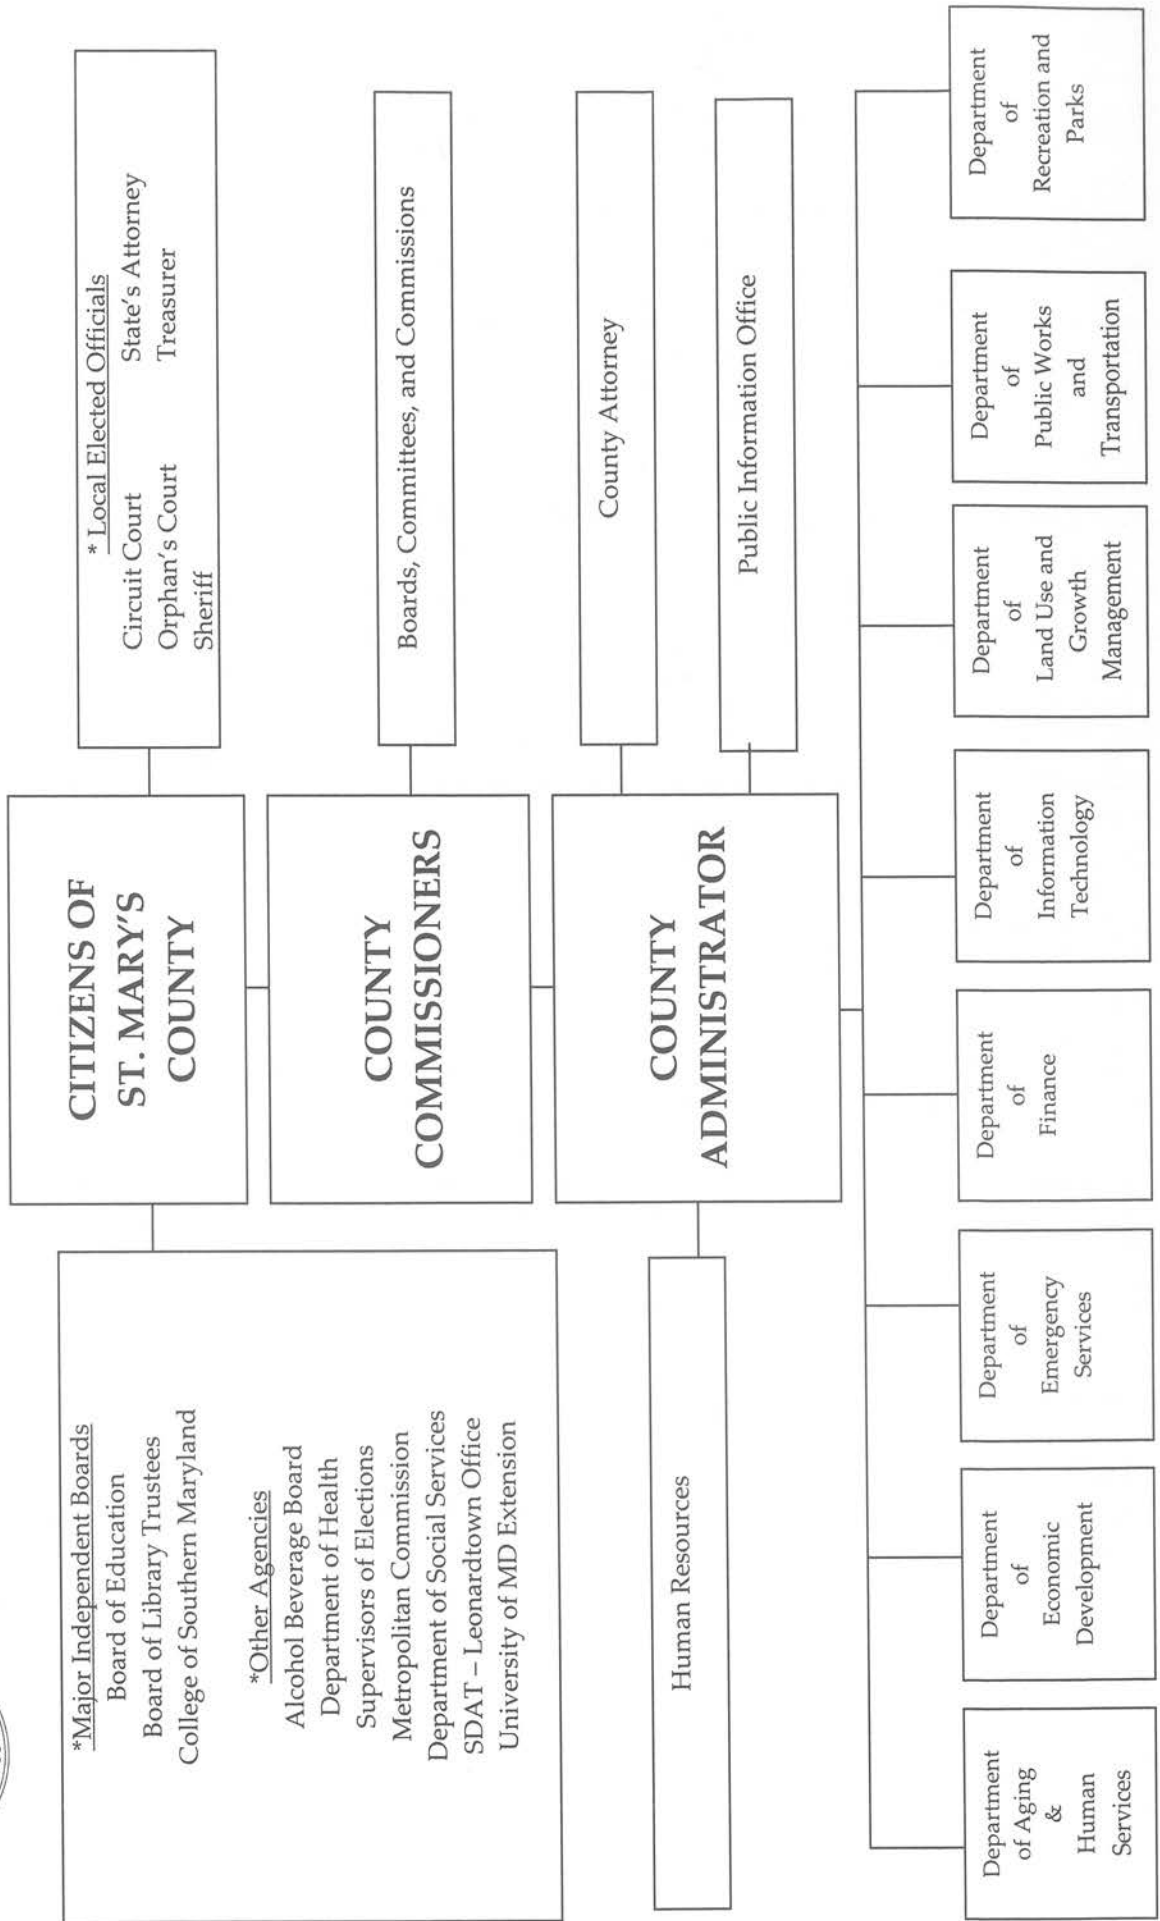 CITIZENS OF
ST. MARY'S
COUNTY
*Major Independent Boards
Board of Education
Board of Library Trustees
College of Southern Maryland
*Other Agencies
Alcohol Beverage Board
Department of Health
Supervisors of Elections
Metropolitan Commission
Department of Social Services
SDAT – Leonardtown Office
University of MD Extension
* Local Elected Officials
Circuit Court State's Attorney
Orphan's Court Treasurer
Sheriff
COUNTY
COMMISSIONERS
Boards, Committees, and Commissions
COUNTY
ADMINISTRATOR
Human Resources
County Attorney
Public Information Office
Department
of Aging
&
Human
Services
Department
of
Economic
Development
Department
of
Emergency
Services
Department
of
Finance
Department
of
Information
Technology
Department
of
Land Use and
Growth
Management
Department
of
Public Works
and
Transportation
Department
of
Recreation and
Parks